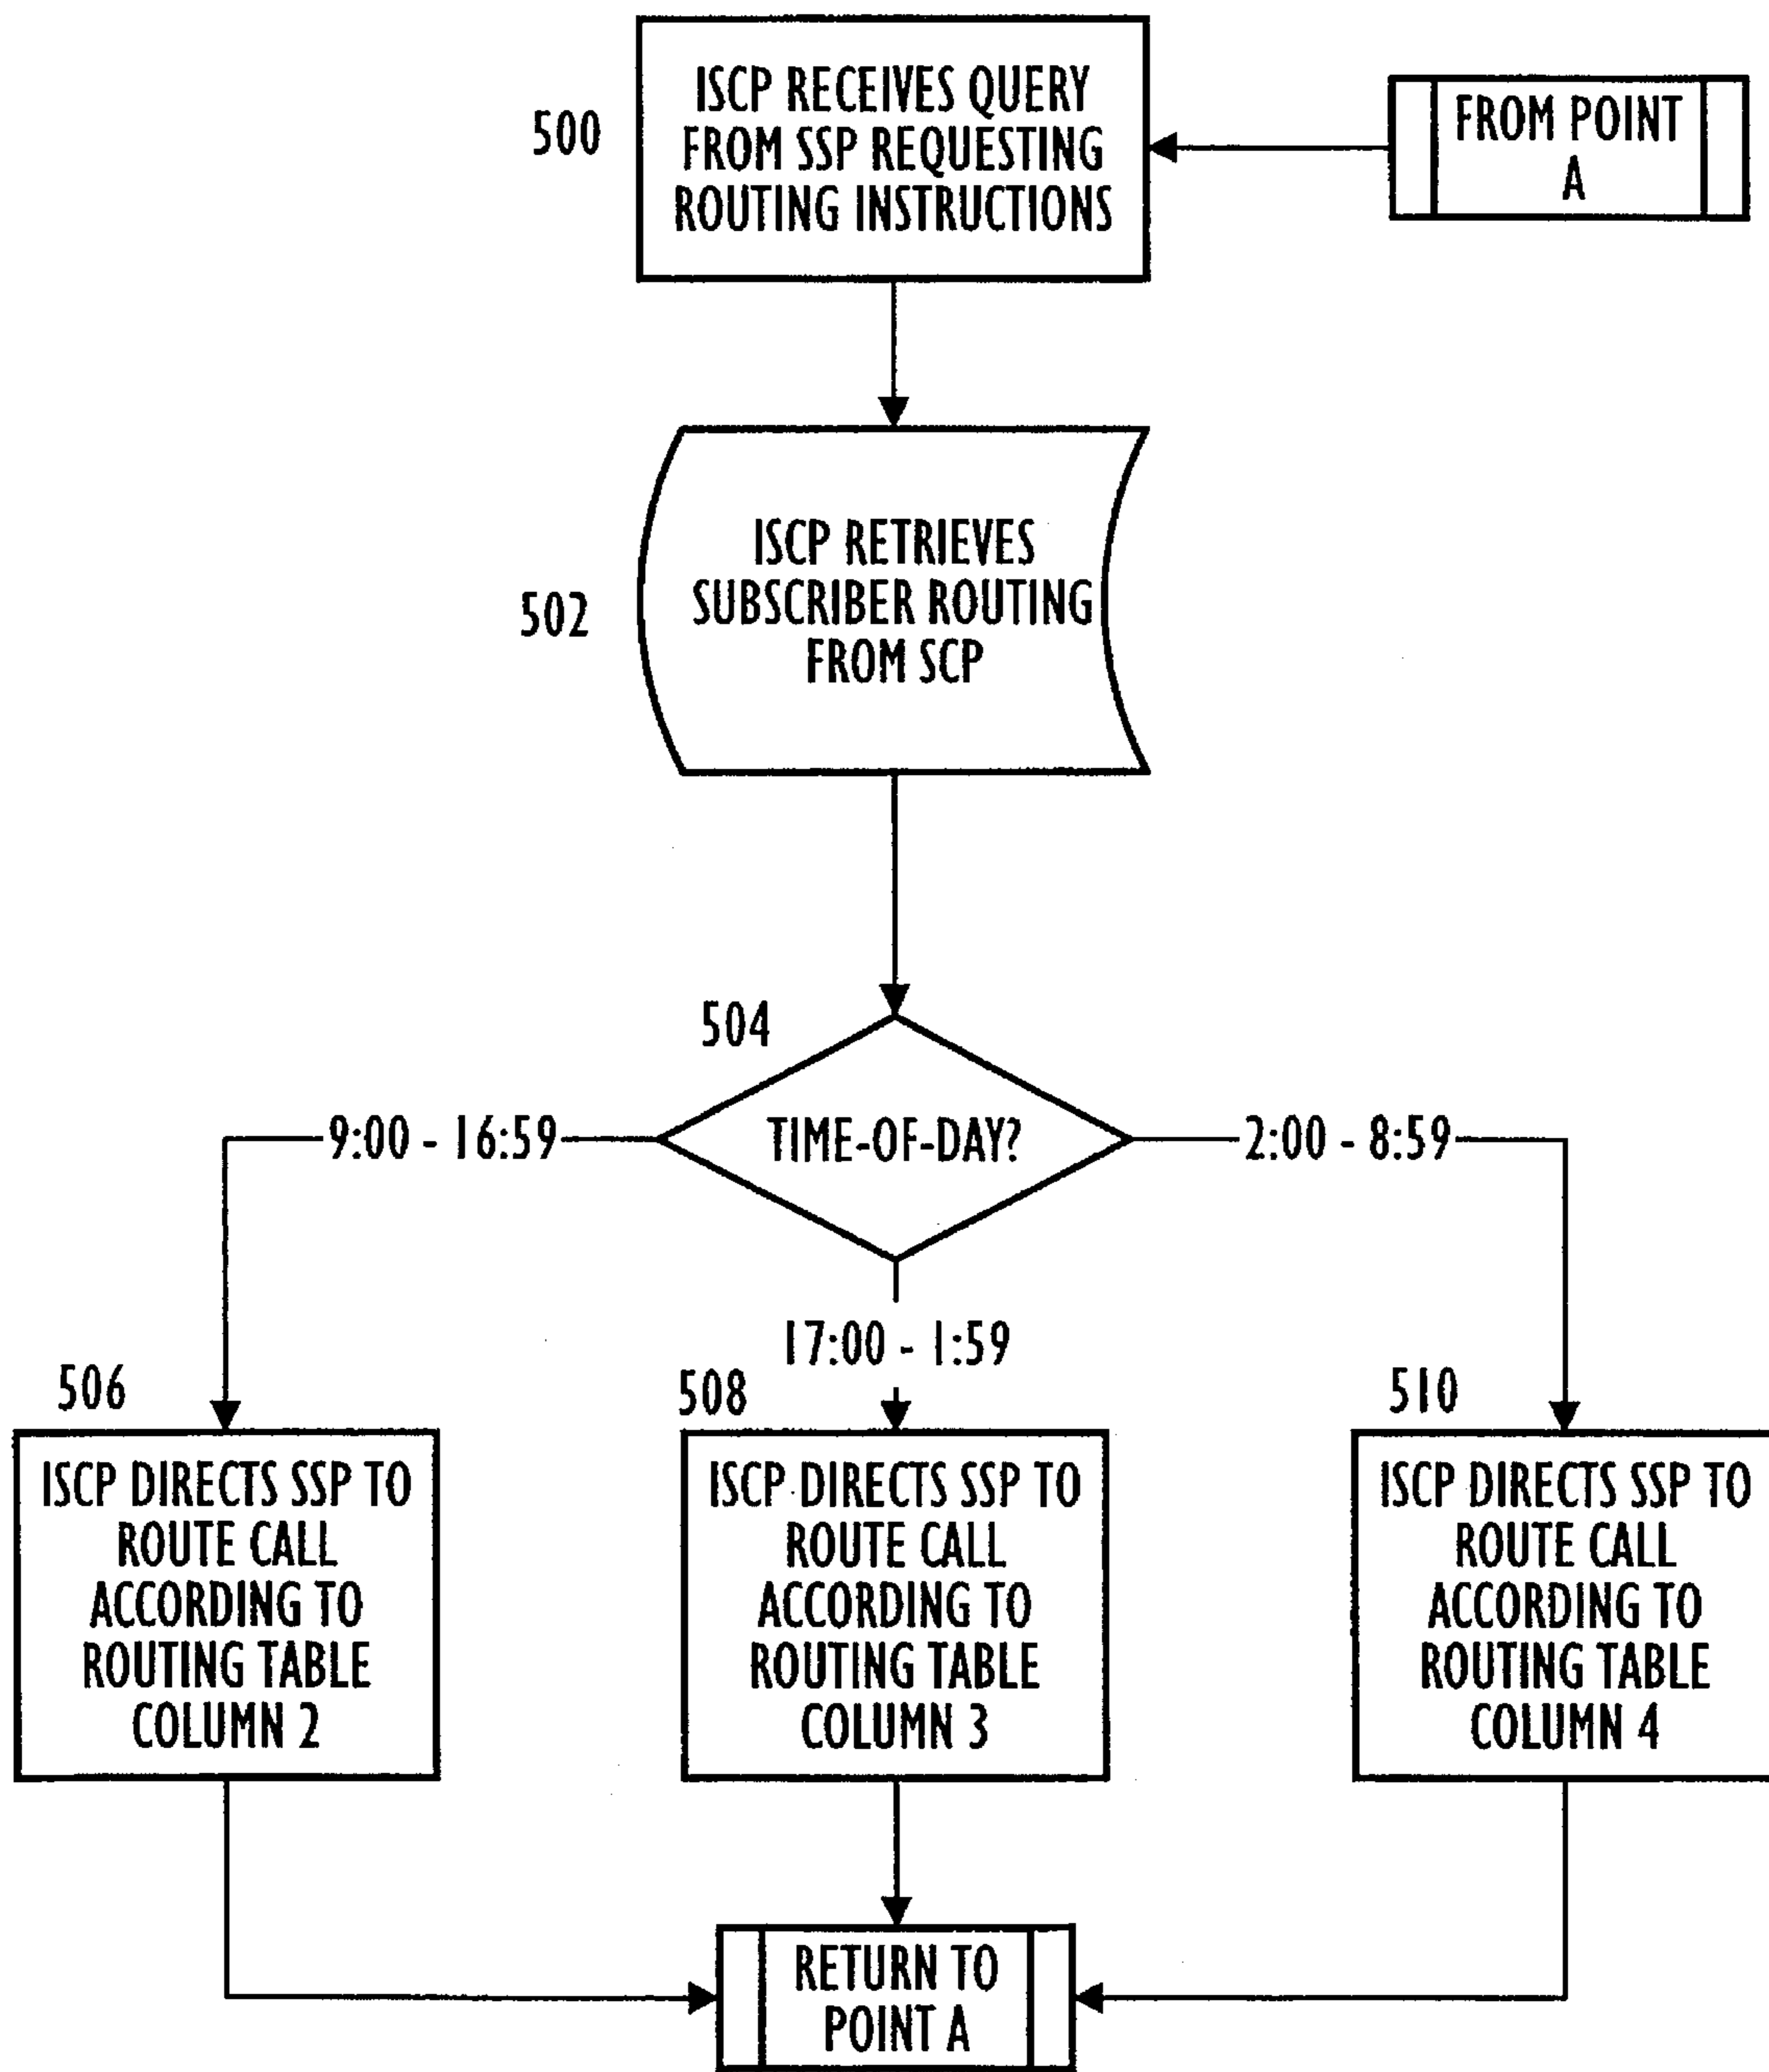 500
ISCP RECEIVES QUERY
FROM SSP REQUESTING
ROUTING INSTRUCTIONS
FROM POINT
A
502
ISCP RETRIEVES
SUBSCRIBER ROUTING
FROM SCP
504
TIME-OF-DAY?
9:00 - 16:59
2:00 - 8:59
17:00 - 1:59
506
ISCP DIRECTS SSP TO
ROUTE CALL
ACCORDING TO
ROUTING TABLE
COLUMN 2
508
ISCP DIRECTS SSP TO
ROUTE CALL
ACCORDING TO
ROUTING TABLE
COLUMN 3
510
ISCP DIRECTS SSP TO
ROUTE CALL
ACCORDING TO
ROUTING TABLE
COLUMN 4
RETURN TO
POINT A